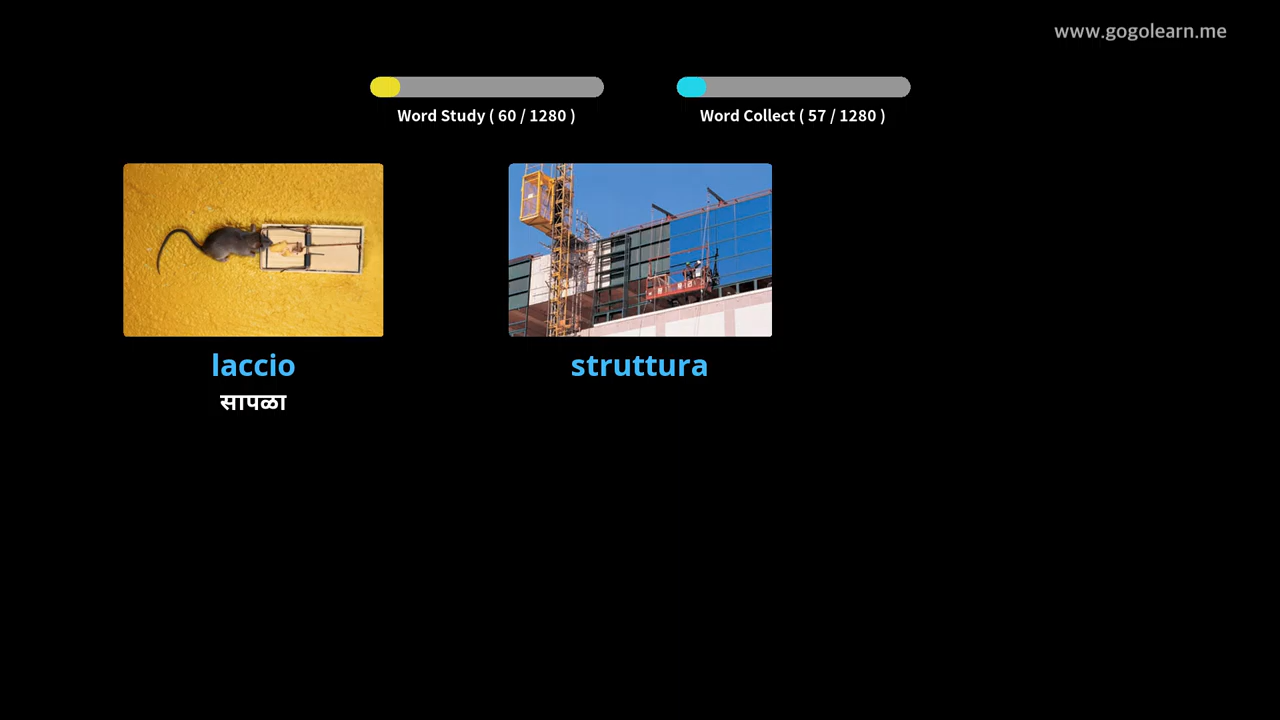 www.gogolearn.me
Word Study ( 60 / 1280 )
Word Collect ( 57 / 1280 )
laccio
struttura
सापळा